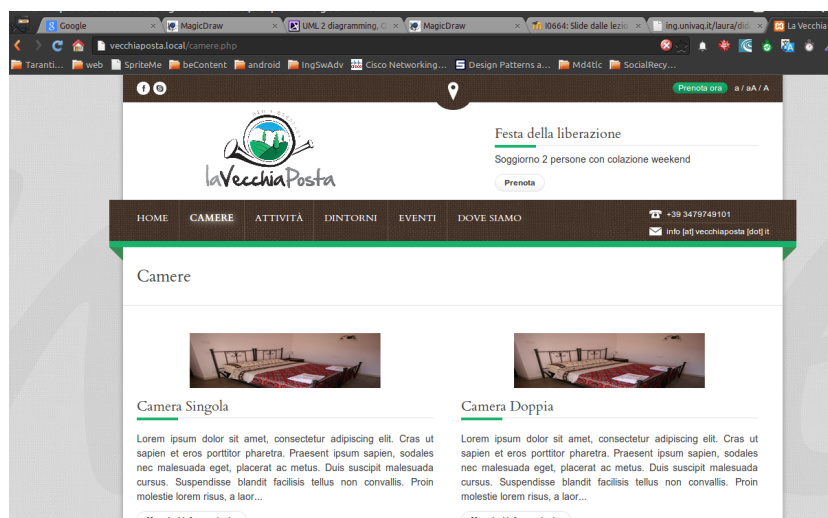 Google
MagicDraw
UML 2 diagramming, C
MagicDraw
I0664: Slide dalle lezio
ing.univaq.it/laura/did
La Vecchia
vecchiaposta.local/camere.php
Taranti...
web
SpriteMe
beContent
android
IngSwAdv
Cisco Networking...
Design Patterns a...
Md4tlc
SocialRecy...
Prenota ora
a / aA / A
laVecchiaPosta
Festa della liberazione
Soggiorno 2 persone con colazione weekend
Prenota
HOME CAMERE ATTIVITÀ DINTORNI EVENTI DOVE SIAMO
+39 3479749101
info [at] vecchiaposta [dot] it
Camere
Camera Singola
Lorem ipsum dolor sit amet, consectetur adipiscing elit. Cras ut
sapien et eros porttitor pharetra. Praesent ipsum sapien, sodales
nec malesuada eget, placerat ac metus. Duis suscipit malesuada
cursus. Suspendisse blandit facilisis tellus non convallis. Proin
molestie lorem risus, a laor...
Camera Doppia
Lorem ipsum dolor sit amet, consectetur adipiscing elit. Cras ut
sapien et eros porttitor pharetra. Praesent ipsum sapien, sodales
nec malesuada eget, placerat ac metus. Duis suscipit malesuada
cursus. Suspendisse blandit facilisis tellus non convallis. Proin
molestie lorem risus, a laor...